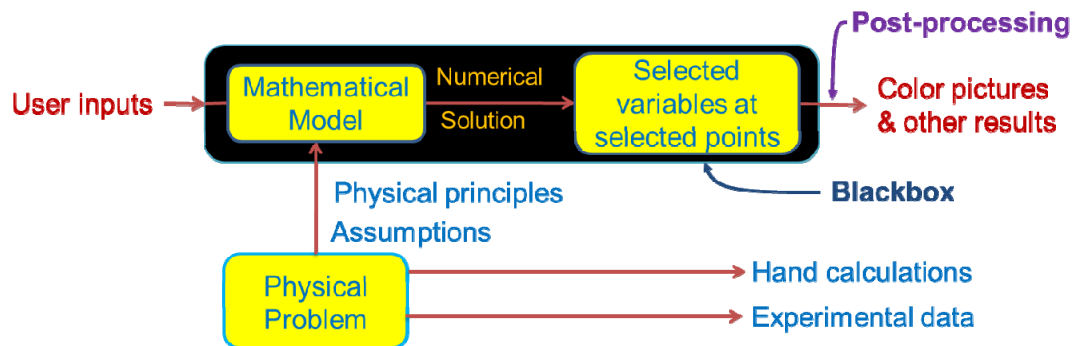 Post-processing
User inputs
Mathematical
Model
Numerical
Solution
Selected
variables at
selected points
Color pictures
& other results
Physical principles
Assumptions
Blackbox
Physical
Problem
Hand calculations
Experimental data